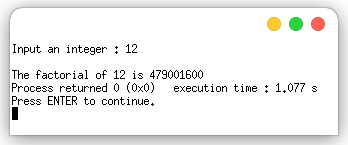 Input an integer : 12
The factorial of 12 is 479001600
Process returned 0 (0x0)   execution time : 1.077 s
Press ENTER to continue.